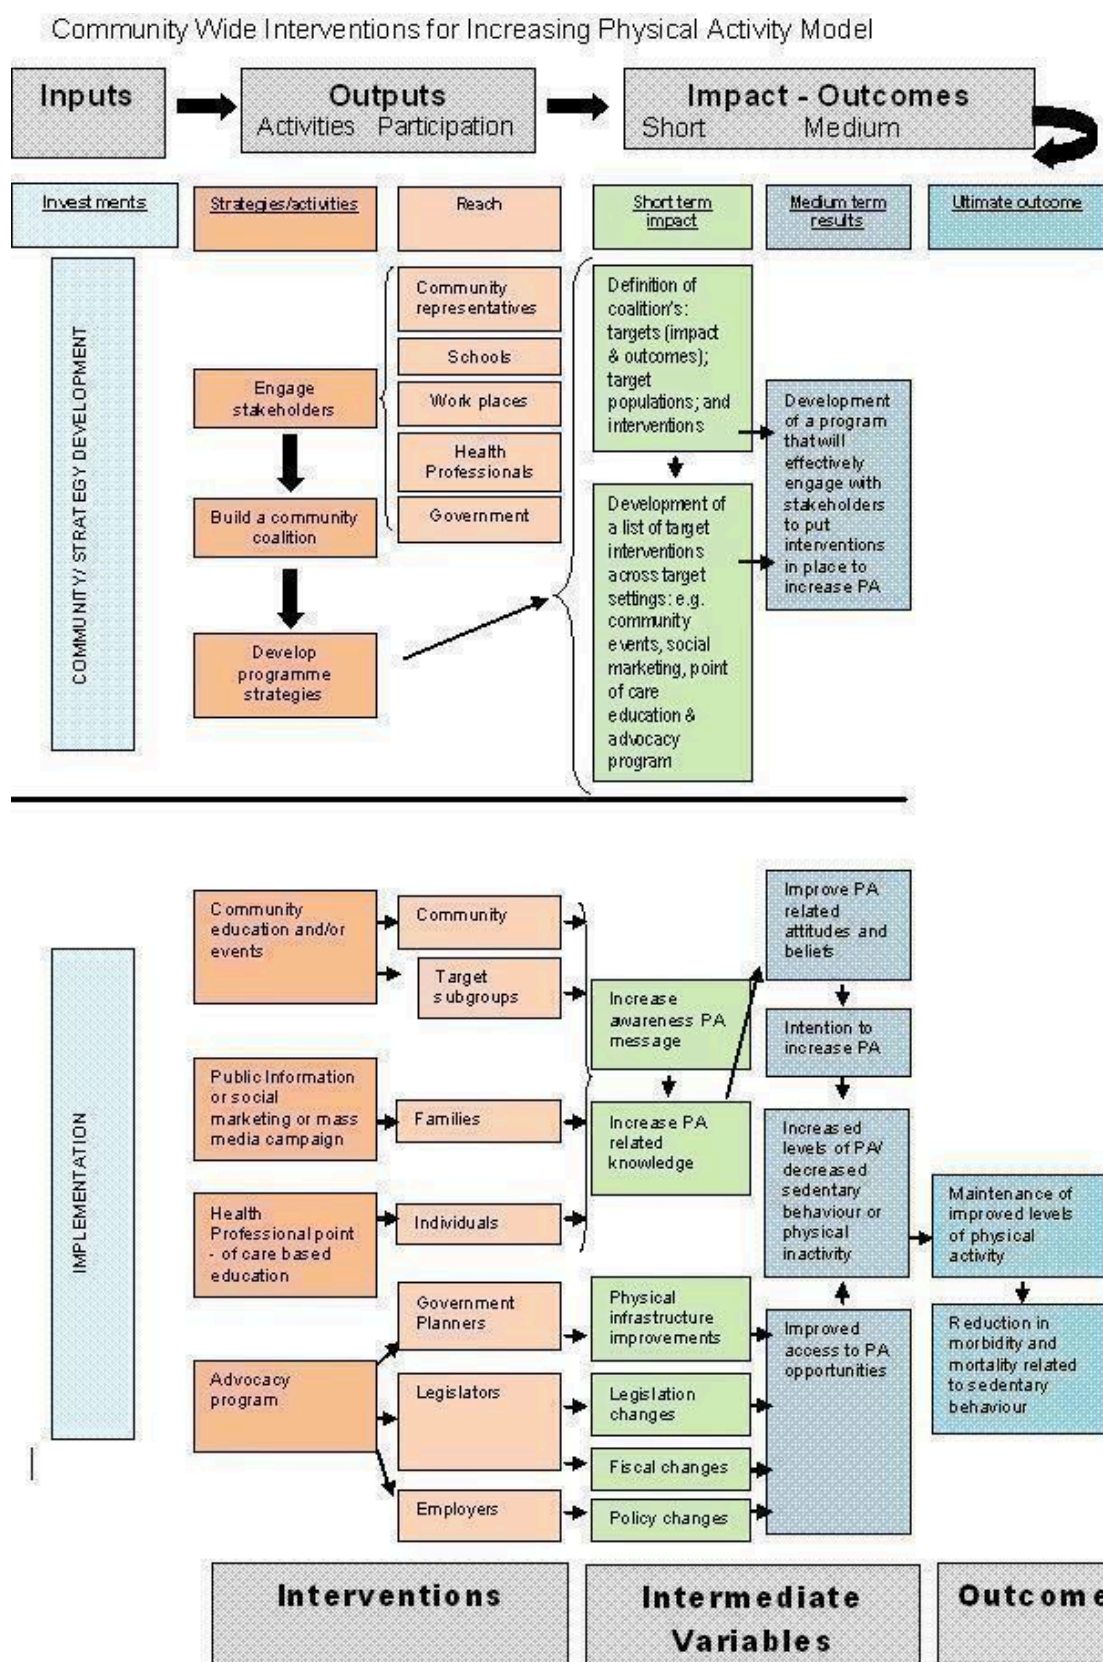 Community Wide Interventions for Increasing Physical Activity Model
Inputs
Outputs
Activities Participation
Impact - Outcomes
Short Medium
Investments
Strategies/activities
Reach
Short term
impact
Medium term
results
Ultimate outcome
COMMUNITY/ STRATEGY DEVELOPMENT
Engage
stakeholders
Build a community
coalition
Develop
programme
strategies
Community
representatives
Schools
Work places
Health
Professionals
Government
Definition of
coalition's:
targets (impact
& outcomes);
target
populations; and
interventions
Development of
a list of target
interventions
across target
settings: e.g.
community
events, social
marketing, point
of care
education &
advocacy
program
Development
of a program
that will
effectively
engage with
stakeholders
to put
interventions
in place to
increase PA
IMPLEMENTATION
Community
education and/or
events
Public Information
or social
marketing or mass
media campaign
Health
Professional point
- of care based
education
Advocacy
program
Community
Target
subgroups
Families
Individuals
Government
Planners
Legislators
Employers
Increase
awareness PA
message
Increase PA
related
knowledge
Physical
infrastructure
improvements
Legislation
changes
Fiscal changes
Policy changes
Improve PA
related
attitudes and
beliefs
Intention to
increase PA
Increased
levels of PA/
decreased
sedentary
behaviour or
physical
inactivity
Improved
access to PA
opportunities
Maintenance of
improved levels
of physical
activity
Reduction in
morbidity and
mortality related
to sedentary
behaviour
Interventions
Intermediate
Variables
Outcome